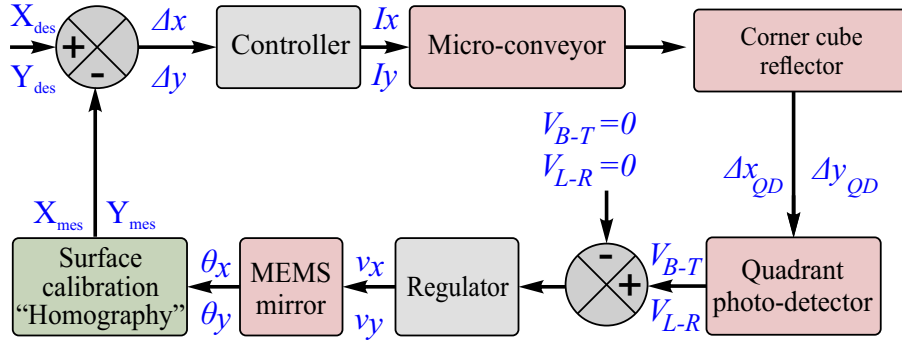 X_des
Y_des
+
-
Δx
Δy
Controller
Ix
Iy
Micro-conveyor
Corner cube
reflector
V_B-T=0
V_L-R=0
Δx_QD
Δy_QD
X_mes
Y_mes
Surface
calibration
“Homography”
θx
θy
MEMS
mirror
vx
vy
Regulator
-
+
V_B-T
V_L-R
Quadrant
photo-detector